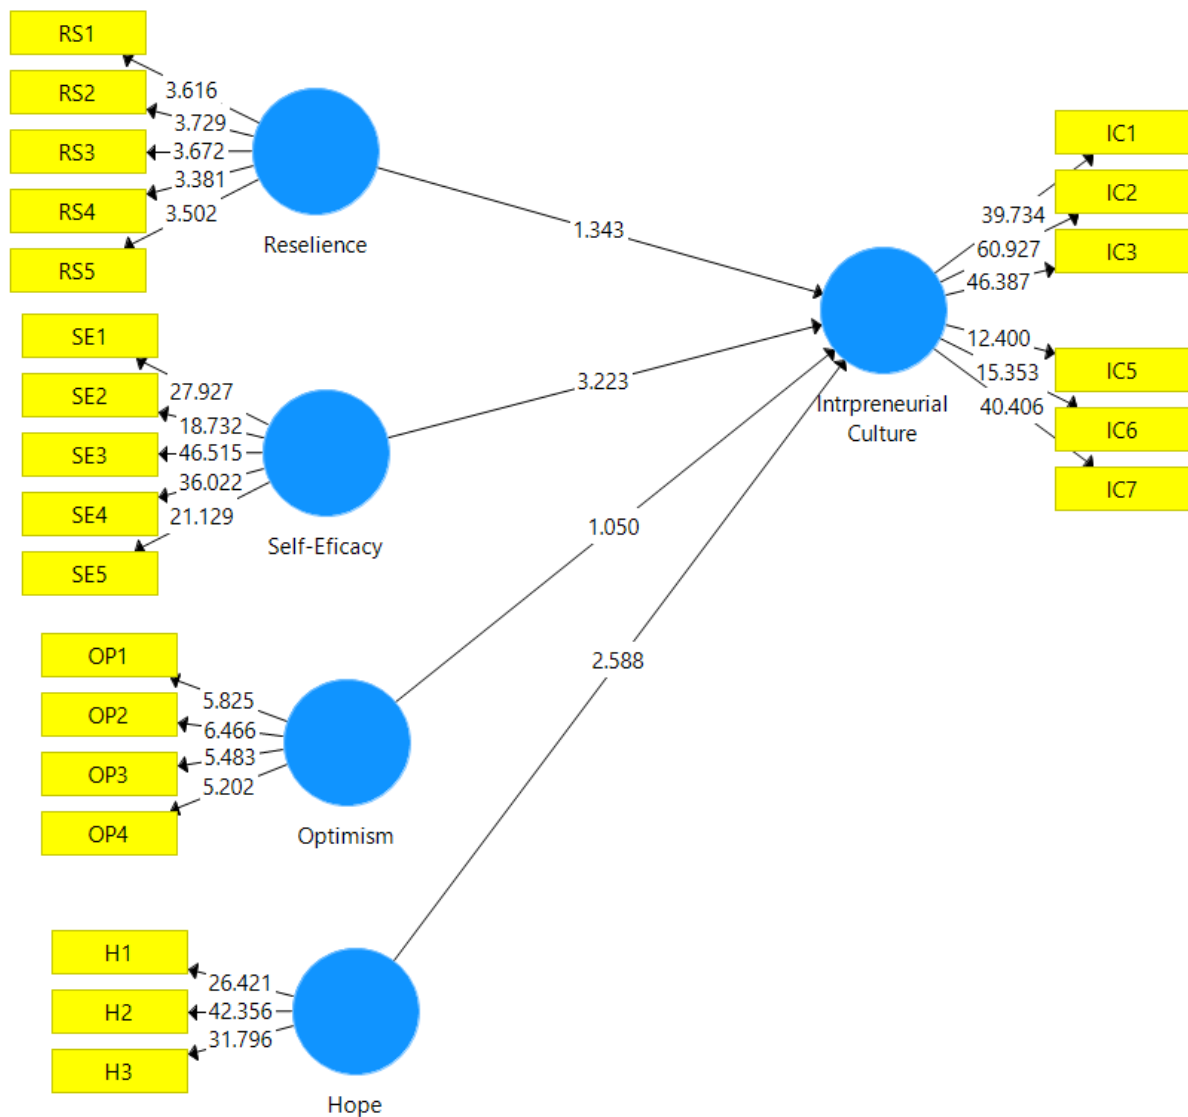 RS1
RS2
RS3
RS4
RS5
3.616
3.729
3.672
3.381
3.502
Reselience
1.343
SE1
SE2
SE3
SE4
SE5
27.927
18.732
46.515
36.022
21.129
Self-Eficacy
3.223
OP1
OP2
OP3
OP4
5.825
6.466
5.483
5.202
Optimism
1.050
H1
H2
H3
26.421
42.356
31.796
Hope
2.588
Intrpreneurial
Culture
39.734
60.927
46.387
12.400
15.353
40.406
IC1
IC2
IC3
IC5
IC6
IC7